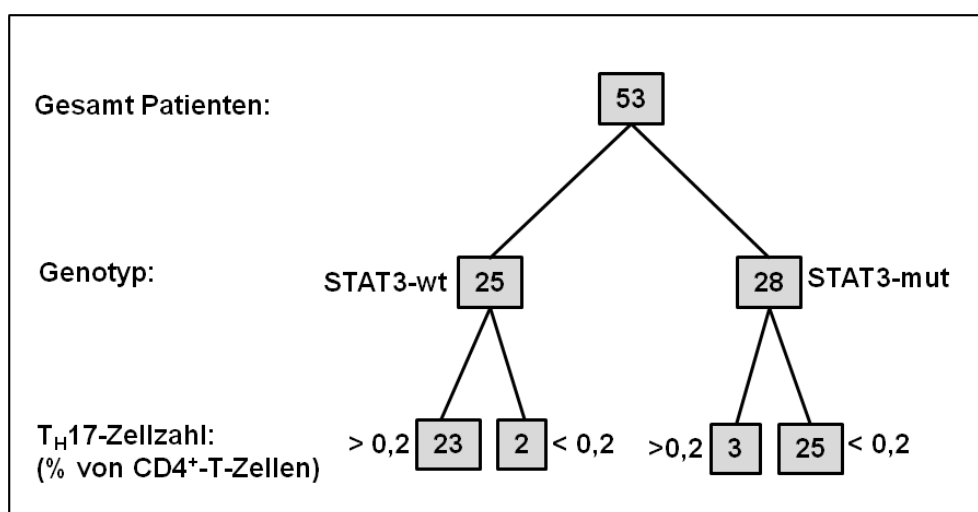 Gesamt Patienten: 53
Genotyp: STAT3-wt 25 28 STAT3-mut
T_H17-Zellzahl: > 0,2 23 2 < 0,2 >0,2 3 25 < 0,2
(% von CD4⁺-T-Zellen)